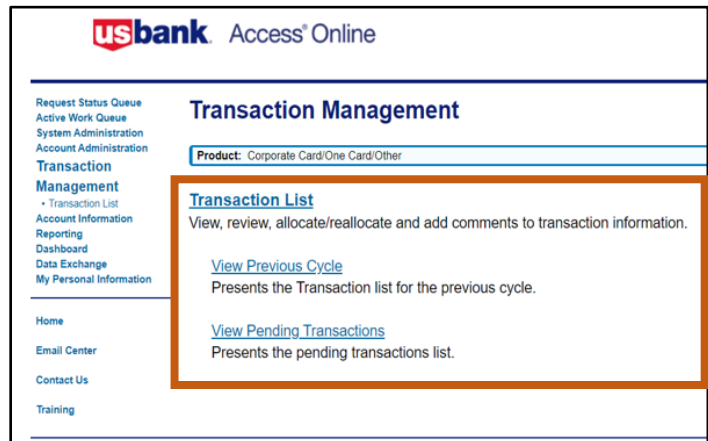 usbank. Access® Online
Request Status Queue
Active Work Queue
System Administration
Account Administration
Transaction
Management
• Transaction List
Account Information
Reporting
Dashboard
Data Exchange
My Personal Information
Home
Email Center
Contact Us
Training
Transaction Management
Product: Corporate Card/One Card/Other
Transaction List
View, review, allocate/reallocate and add comments to transaction information.
View Previous Cycle
Presents the Transaction list for the previous cycle.
View Pending Transactions
Presents the pending transactions list.